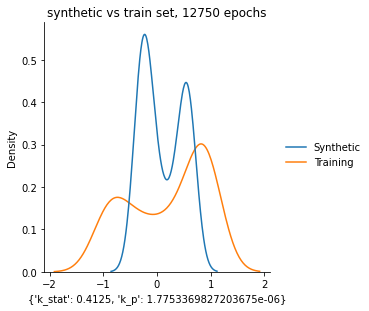 synthetic vs train set, 12750 epochs
0.5
0.4
0.3
0.2
0.1
0.0
Density
Synthetic
Training
−2 −1 0 1 2
{'k_stat': 0.4125, 'k_p': 1.7753369827203675e-06}